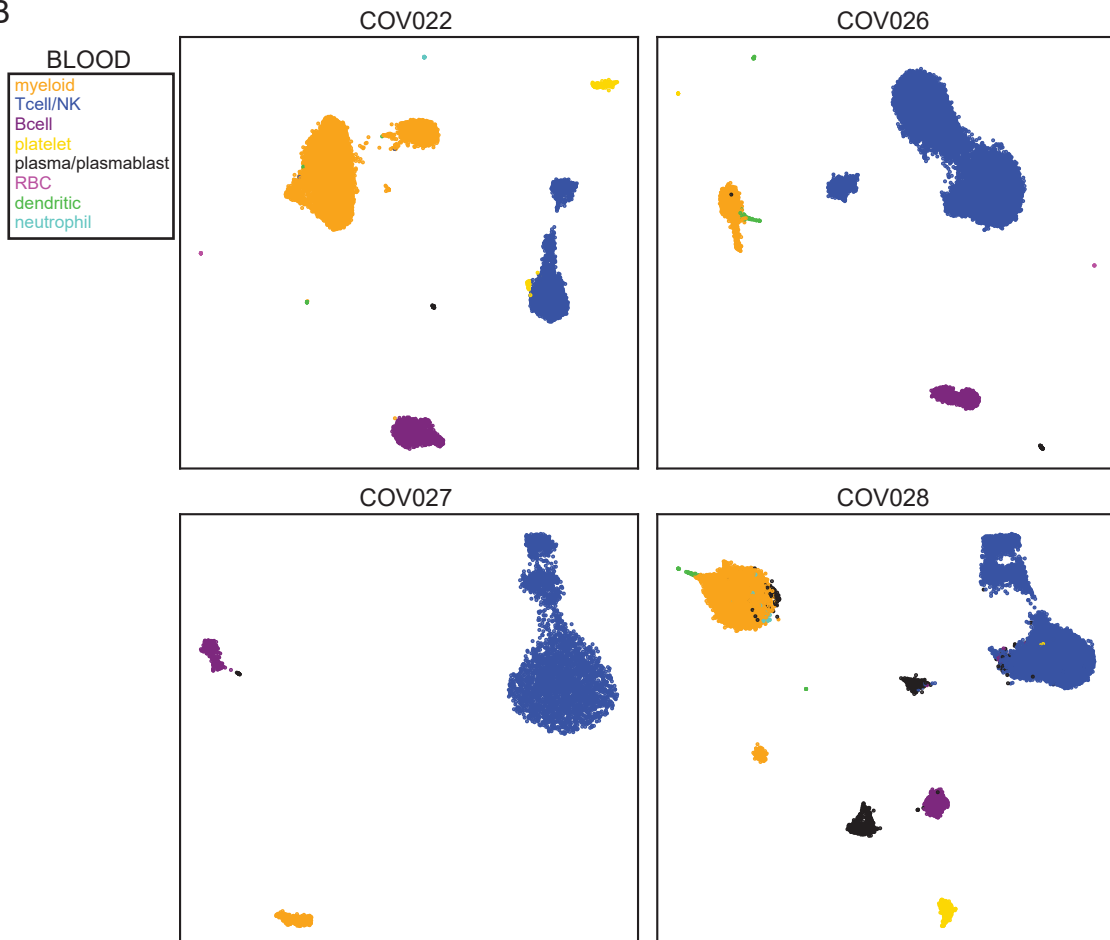 B
COV022
COV026
BLOOD
myeloid
Tcell/NK
Bcell
platelet
plasma/plasmablast
RBC
dendritic
neutrophil
COV027
COV028